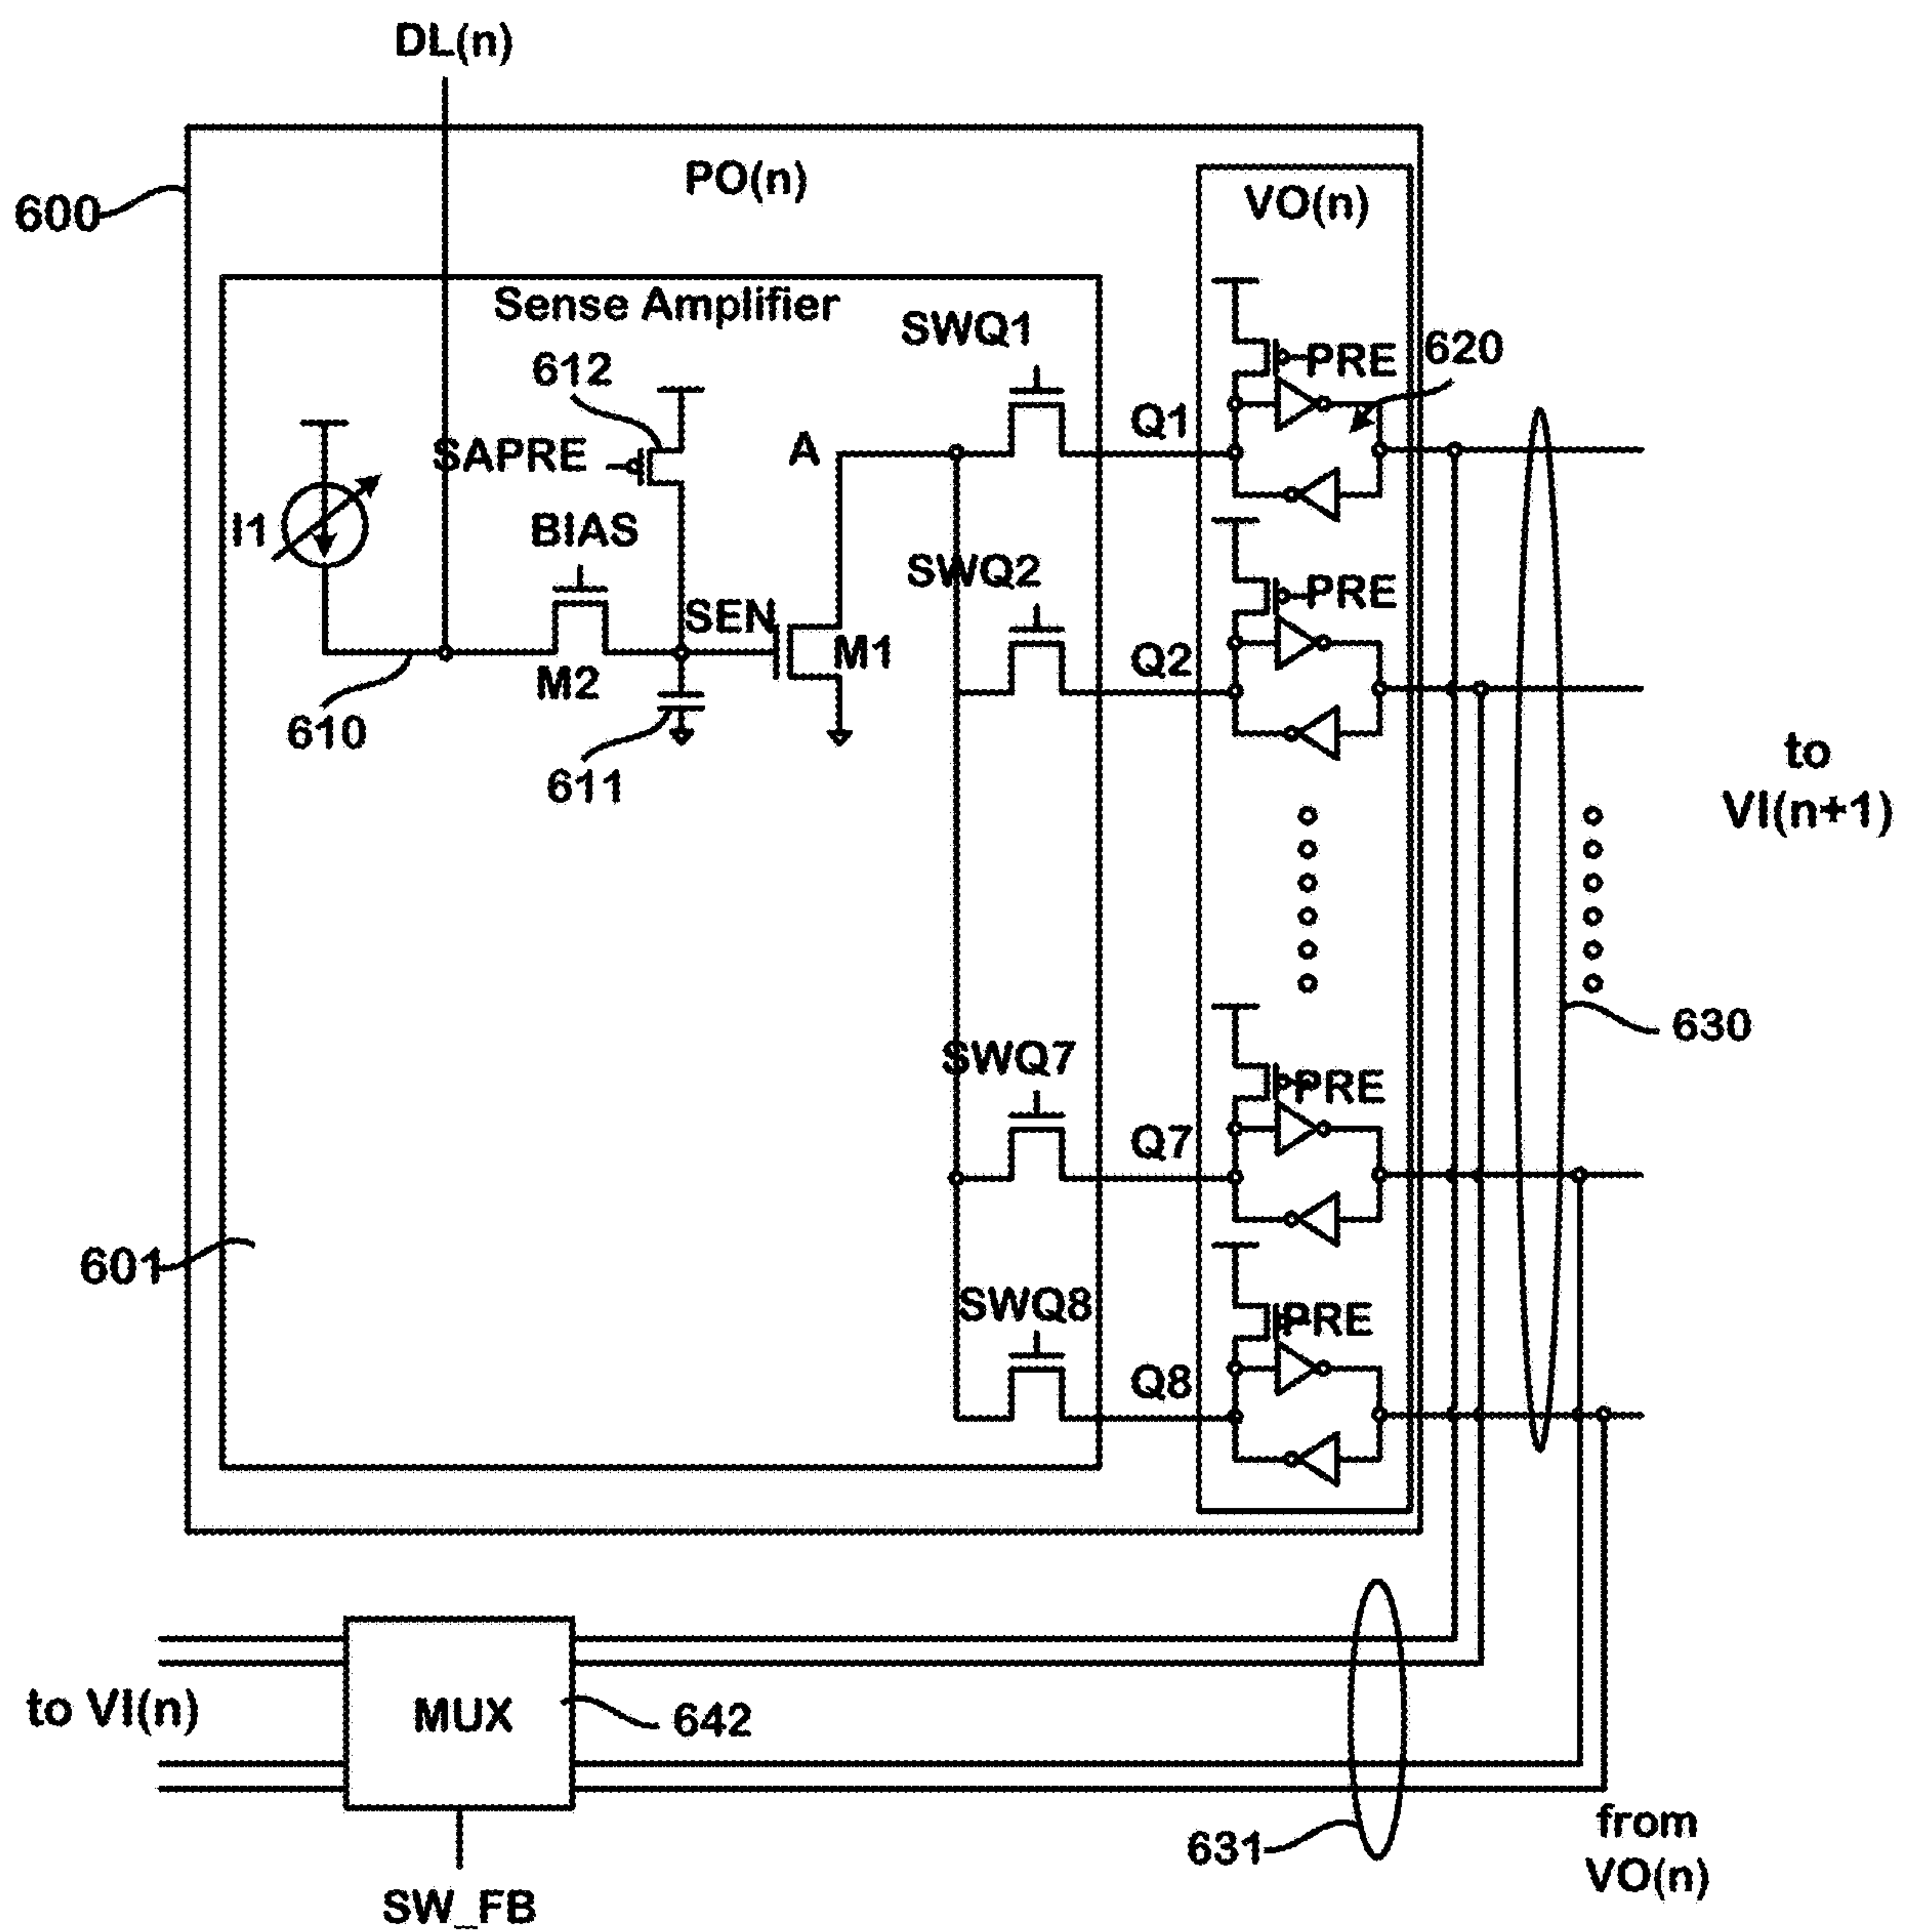 DL(n)
PO(n)
600
VO(n)
Sense Amplifier
SWQ1
612
PRE
620
SAPRE
A
Q1
I1
BIAS
SWQ2
PRE
SEN
M1
Q2
M2
610
611
to
VI(n+1)
630
SWQ7
PRE
Q7
601
SWQ8
PRE
Q8
to VI(n)
MUX
642
631
from
VO(n)
SW_FB